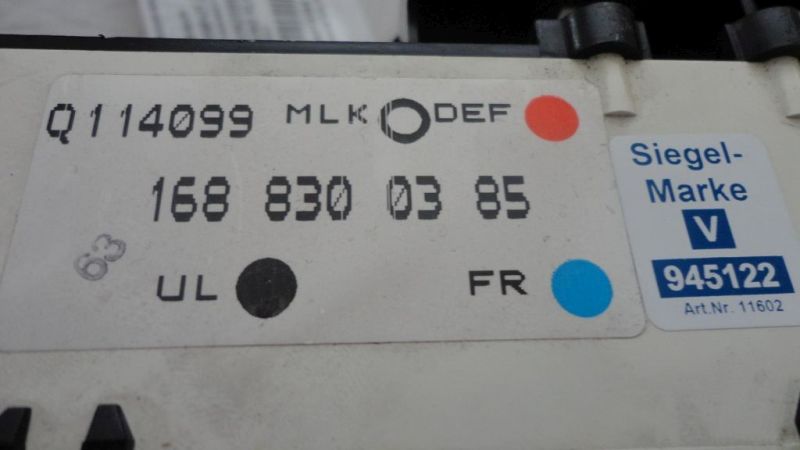 Q114099 MLK DEF
168 830 03 85
63
UL FR
Siegel-
Marke
V
945122
Art.Nr. 11602